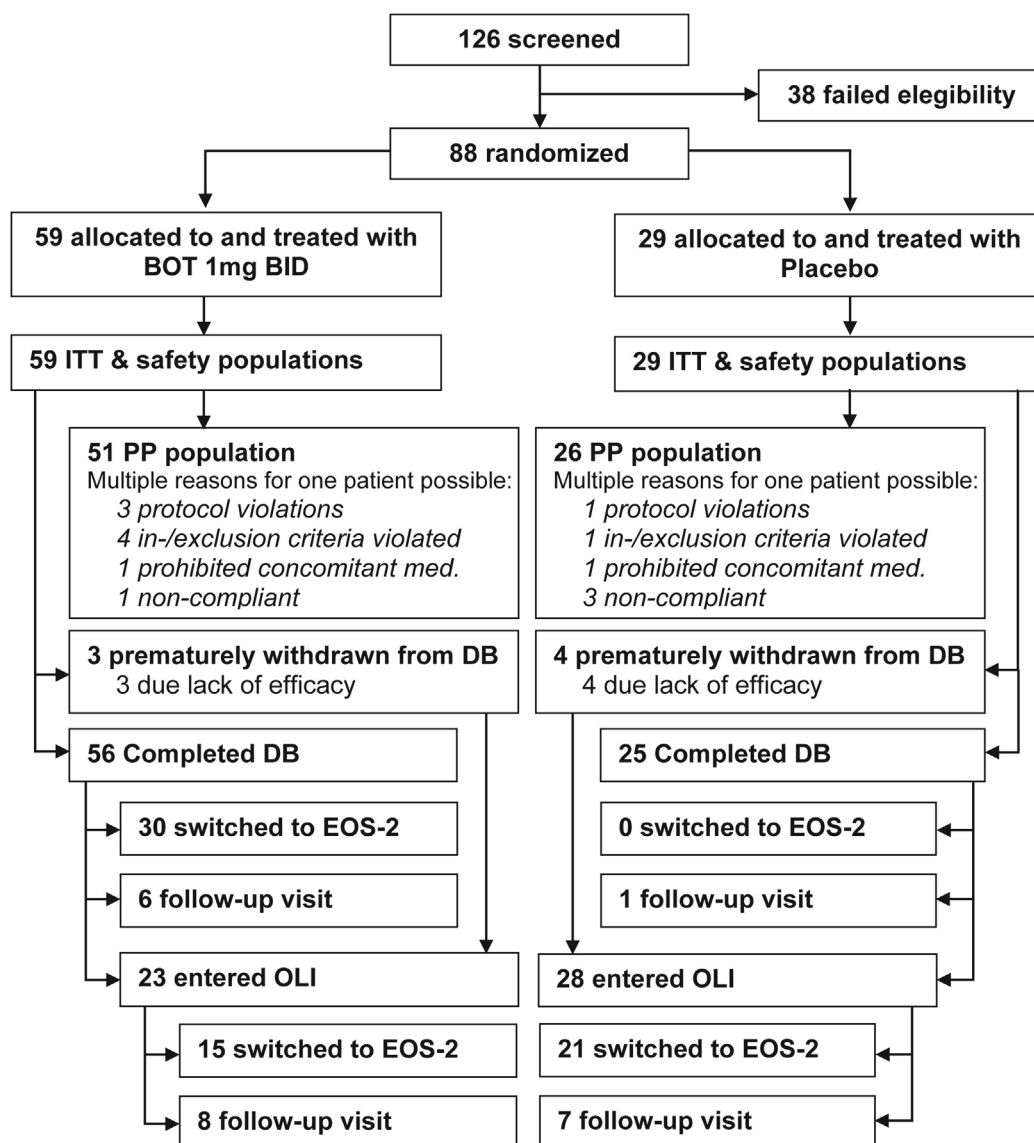 126 screened
38 failed elegibility
88 randomized
59 allocated to and treated with
BOT 1mg BID
29 allocated to and treated with
Placebo
59 ITT & safety populations
29 ITT & safety populations
51 PP population
Multiple reasons for one patient possible:
3 protocol violations
4 in-/exclusion criteria violated
1 prohibited concomitant med.
1 non-compliant
26 PP population
Multiple reasons for one patient possible:
1 protocol violations
1 in-/exclusion criteria violated
1 prohibited concomitant med.
3 non-compliant
3 prematurely withdrawn from DB
3 due lack of efficacy
4 prematurely withdrawn from DB
4 due lack of efficacy
56 Completed DB
25 Completed DB
30 switched to EOS-2
0 switched to EOS-2
6 follow-up visit
1 follow-up visit
23 entered OLI
28 entered OLI
15 switched to EOS-2
21 switched to EOS-2
8 follow-up visit
7 follow-up visit